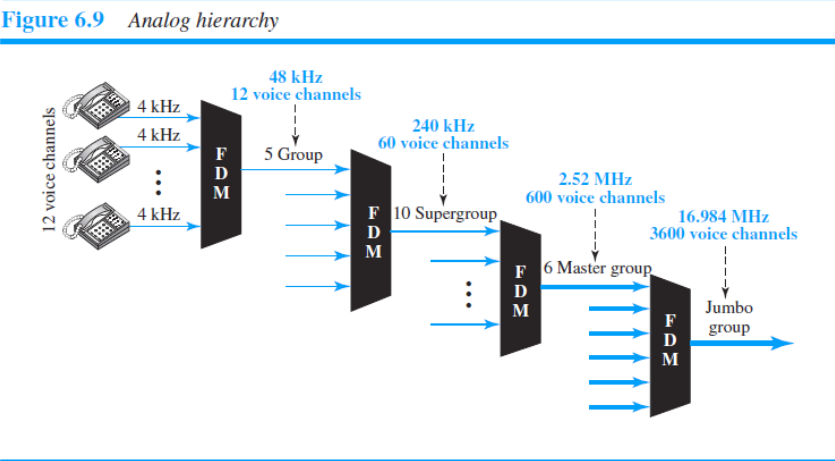 Figure 6.9 Analog hierarchy
12 voice channels
4 kHz
4 kHz
4 kHz
F
D
M
48 kHz
12 voice channels
5 Group
F
D
M
240 kHz
60 voice channels
10 Supergroup
F
D
M
2.52 MHz
600 voice channels
6 Master group
F
D
M
16.984 MHz
3600 voice channels
Jumbo
group